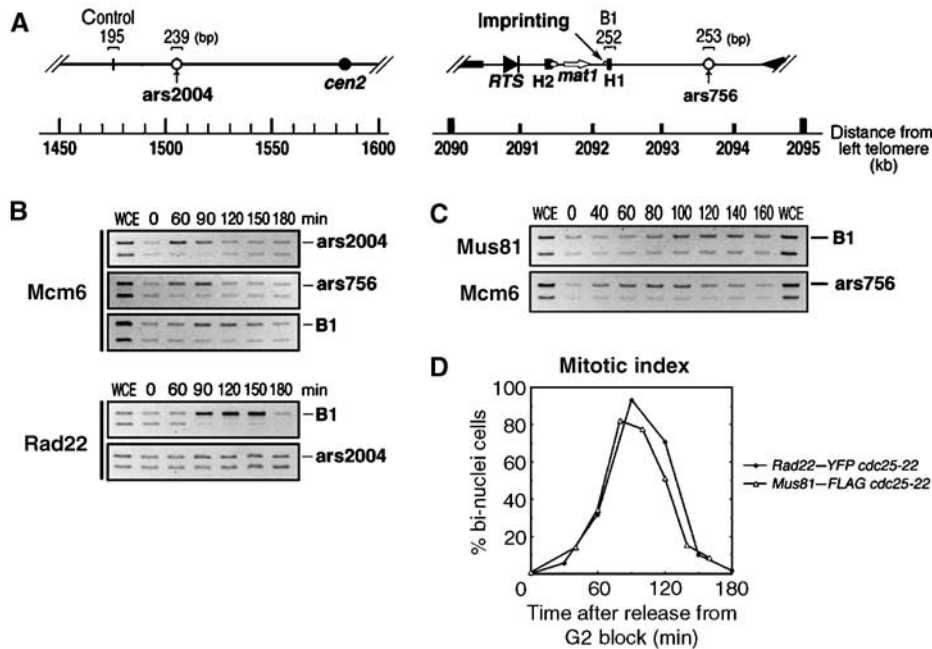 A
Control
195
239 (bp)
ars2004
cen2
1450
1500
1550
1600
Imprinting
B1
252
253 (bp)
RTS
H2
mat1
H1
ars756
2090
2091
2092
2093
2094
2095
Distance from
left telomere
(kb)
B
WCE 0 60 90 120 150 180 min
Mcm6
ars2004
ars756
B1
WCE 0 60 90 120 150 180 min
Rad22
B1
ars2004
C
WCE 0 40 60 80 100 120 140 160 WCE
Mus81
B1
Mcm6
ars756
D
Mitotic index
% bi-nuclei cells
100
80
60
40
20
0 60 120 180
Time after release from
G2 block (min)
Rad22–YFP cdc25-22
Mus81–FLAG cdc25-22